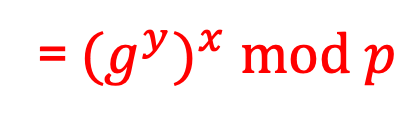 = (g^y)^x mod p